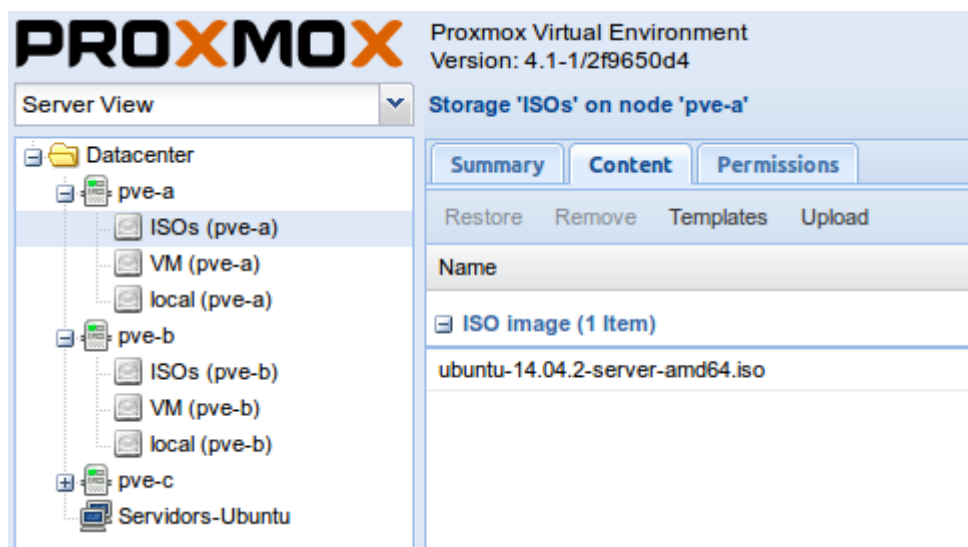 PROXMOX
Proxmox Virtual Environment
Version: 4.1-1/2f9650d4
Server View
Storage 'ISOs' on node 'pve-a'
Datacenter
pve-a
ISOs (pve-a)
VM (pve-a)
local (pve-a)
pve-b
ISOs (pve-b)
VM (pve-b)
local (pve-b)
pve-c
Servidors-Ubuntu
Summary Content Permissions
Restore Remove Templates Upload
Name
ISO image (1 Item)
ubuntu-14.04.2-server-amd64.iso